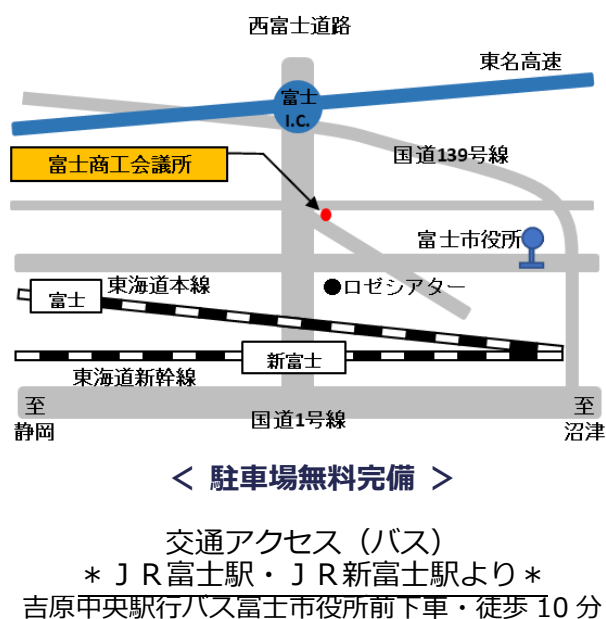 西富士道路
東名高速
富士
I.C.
国道139号線
富士商工会議所
富士市役所
東海道本線
●ロゼシアター
富士
新富士
東海道新幹線
至
静岡
国道1号線
至
沼津
＜ 駐車場無料完備 ＞
交通アクセス（バス）
＊ＪＲ富士駅・ＪＲ新富士駅より＊
吉原中央駅行バス富士市役所前下車・徒歩 10 分